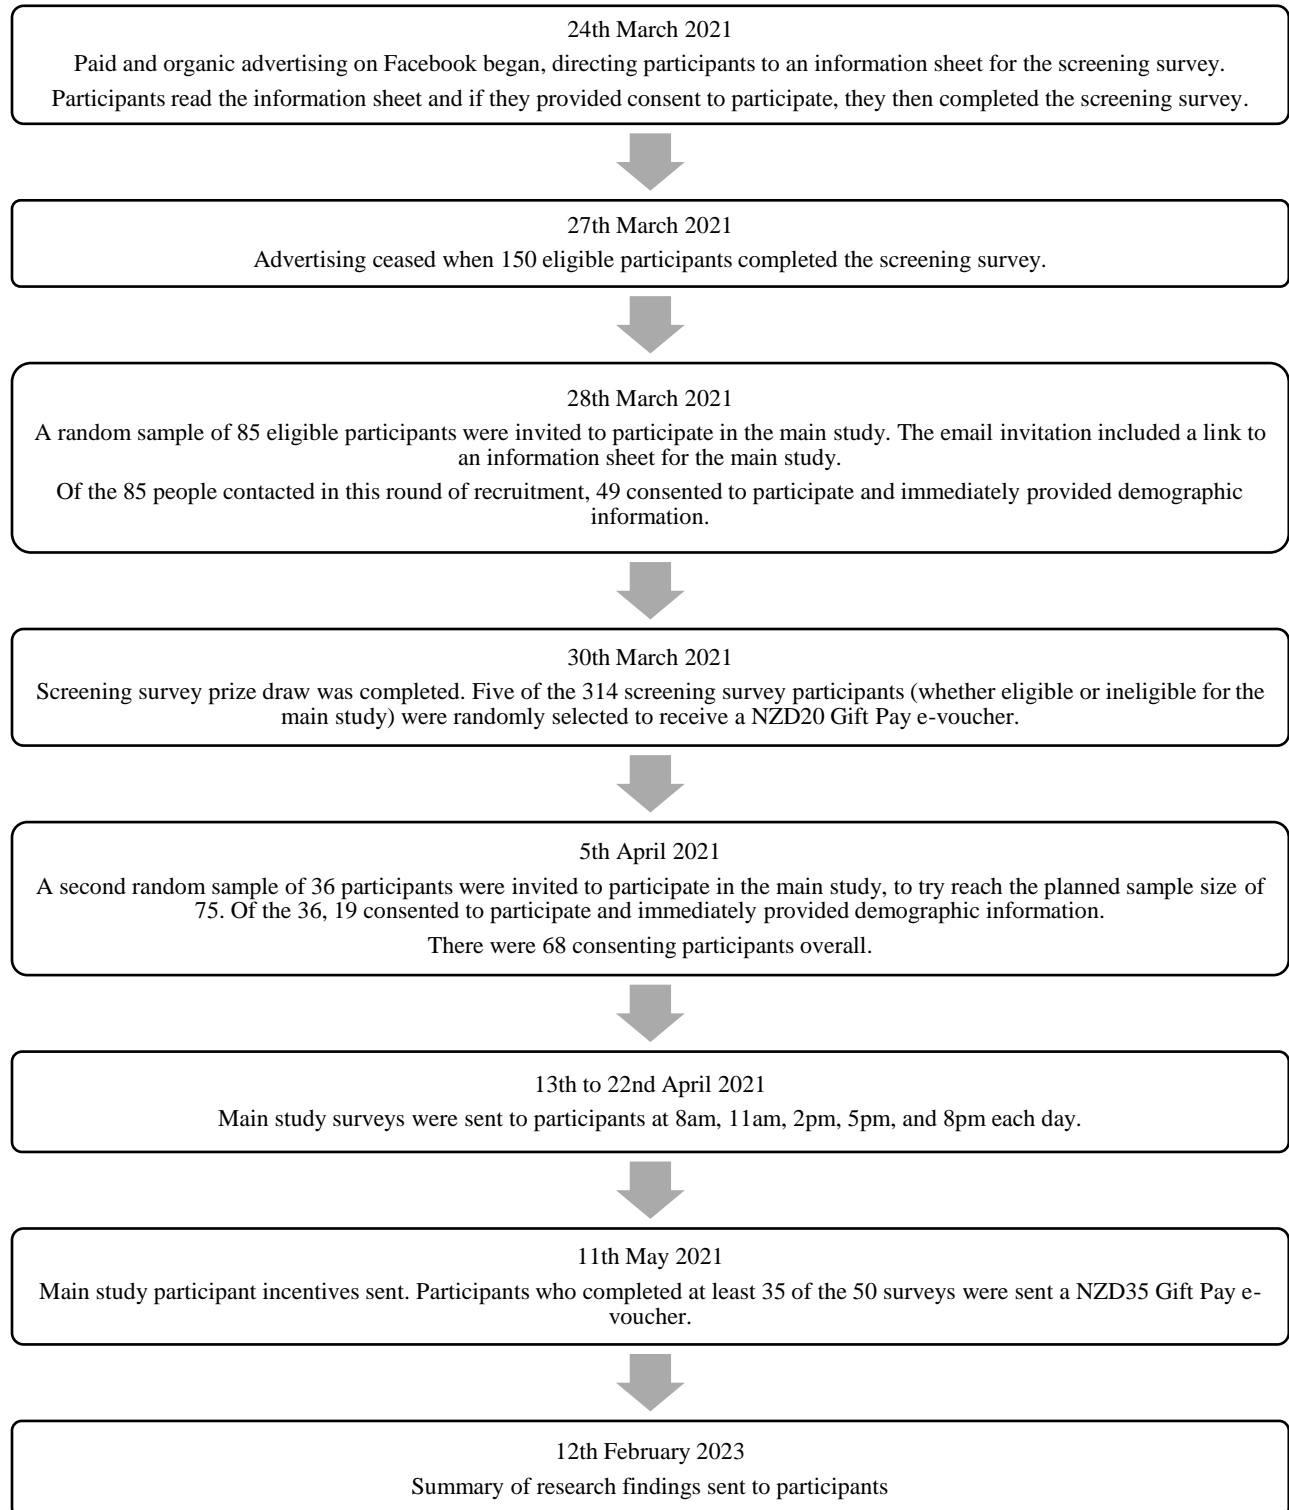 24th March 2021
Paid and organic advertising on Facebook began, directing participants to an information sheet for the screening survey.
Participants read the information sheet and if they provided consent to participate, they then completed the screening survey.
27th March 2021
Advertising ceased when 150 eligible participants completed the screening survey.
28th March 2021
A random sample of 85 eligible participants were invited to participate in the main study. The email invitation included a link to
an information sheet for the main study.
Of the 85 people contacted in this round of recruitment, 49 consented to participate and immediately provided demographic
information.
30th March 2021
Screening survey prize draw was completed. Five of the 314 screening survey participants (whether eligible or ineligible for the
main study) were randomly selected to receive a NZD20 Gift Pay e-voucher.
5th April 2021
A second random sample of 36 participants were invited to participate in the main study, to try reach the planned sample size of
75. Of the 36, 19 consented to participate and immediately provided demographic information.
There were 68 consenting participants overall.
13th to 22nd April 2021
Main study surveys were sent to participants at 8am, 11am, 2pm, 5pm, and 8pm each day.
11th May 2021
Main study participant incentives sent. Participants who completed at least 35 of the 50 surveys were sent a NZD35 Gift Pay e-
voucher.
12th February 2023
Summary of research findings sent to participants